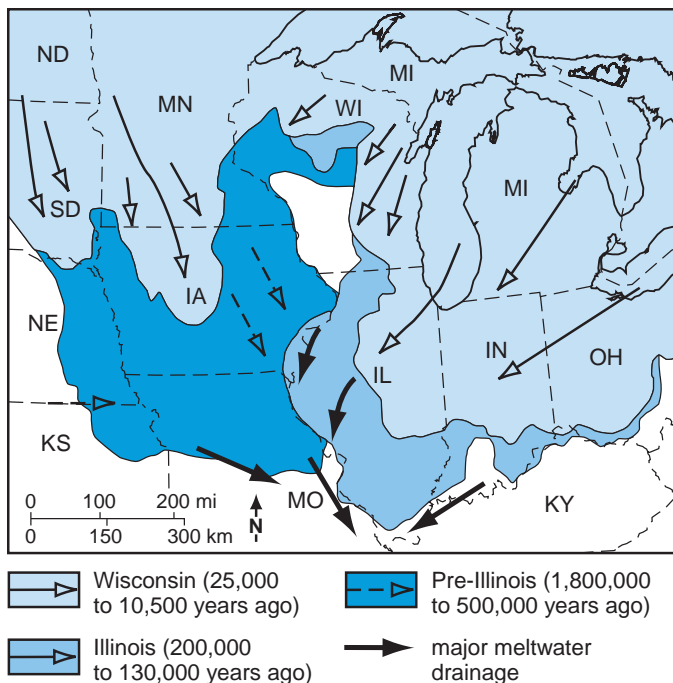 ND
MI
MN
WI
SD
MI
IA
NE
IN
OH
IL
KS
MO
KY
0 100 200 mi
0 150 300 km
N
Wisconsin (25,000
to 10,500 years ago)
Pre-Illinois (1,800,000
to 500,000 years ago)
Illinois (200,000
to 130,000 years ago)
major meltwater
drainage